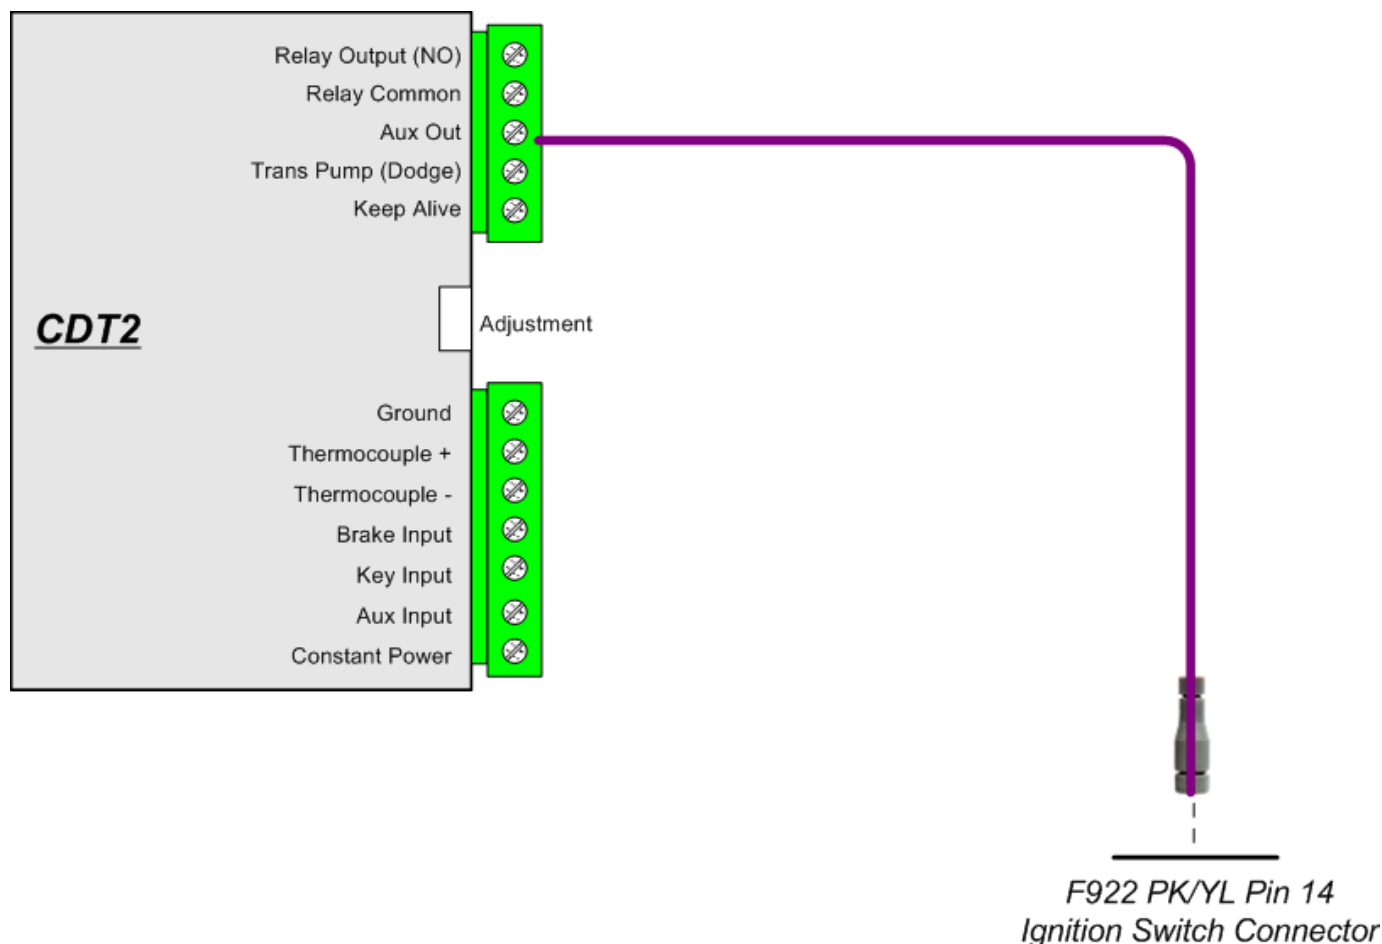 Relay Output (NO)
Relay Common
Aux Out
Trans Pump (Dodge)
Keep Alive
CDT2
Adjustment
Ground
Thermocouple +
Thermocouple -
Brake Input
Key Input
Aux Input
Constant Power
F922 PK/YL Pin 14
Ignition Switch Connector